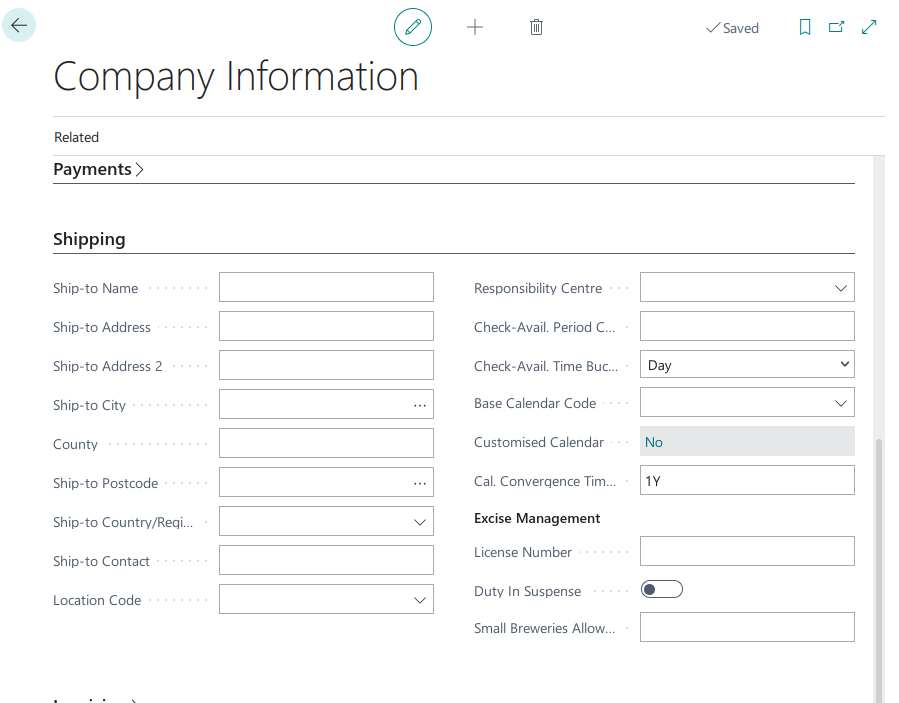 Saved
Company Information
Related
Payments
Shipping
Ship-to Name
Ship-to Address
Ship-to Address 2
Ship-to City
County
Ship-to Postcode
Ship-to Country/Regi...
Ship-to Contact
Location Code
Responsibility Centre
Check-Avail. Period C...
Check-Avail. Time Buc... Day
Base Calendar Code
Customised Calendar No
Cal. Convergence Tim... 1Y
Excise Management
License Number
Duty In Suspense
Small Breweries Allow...